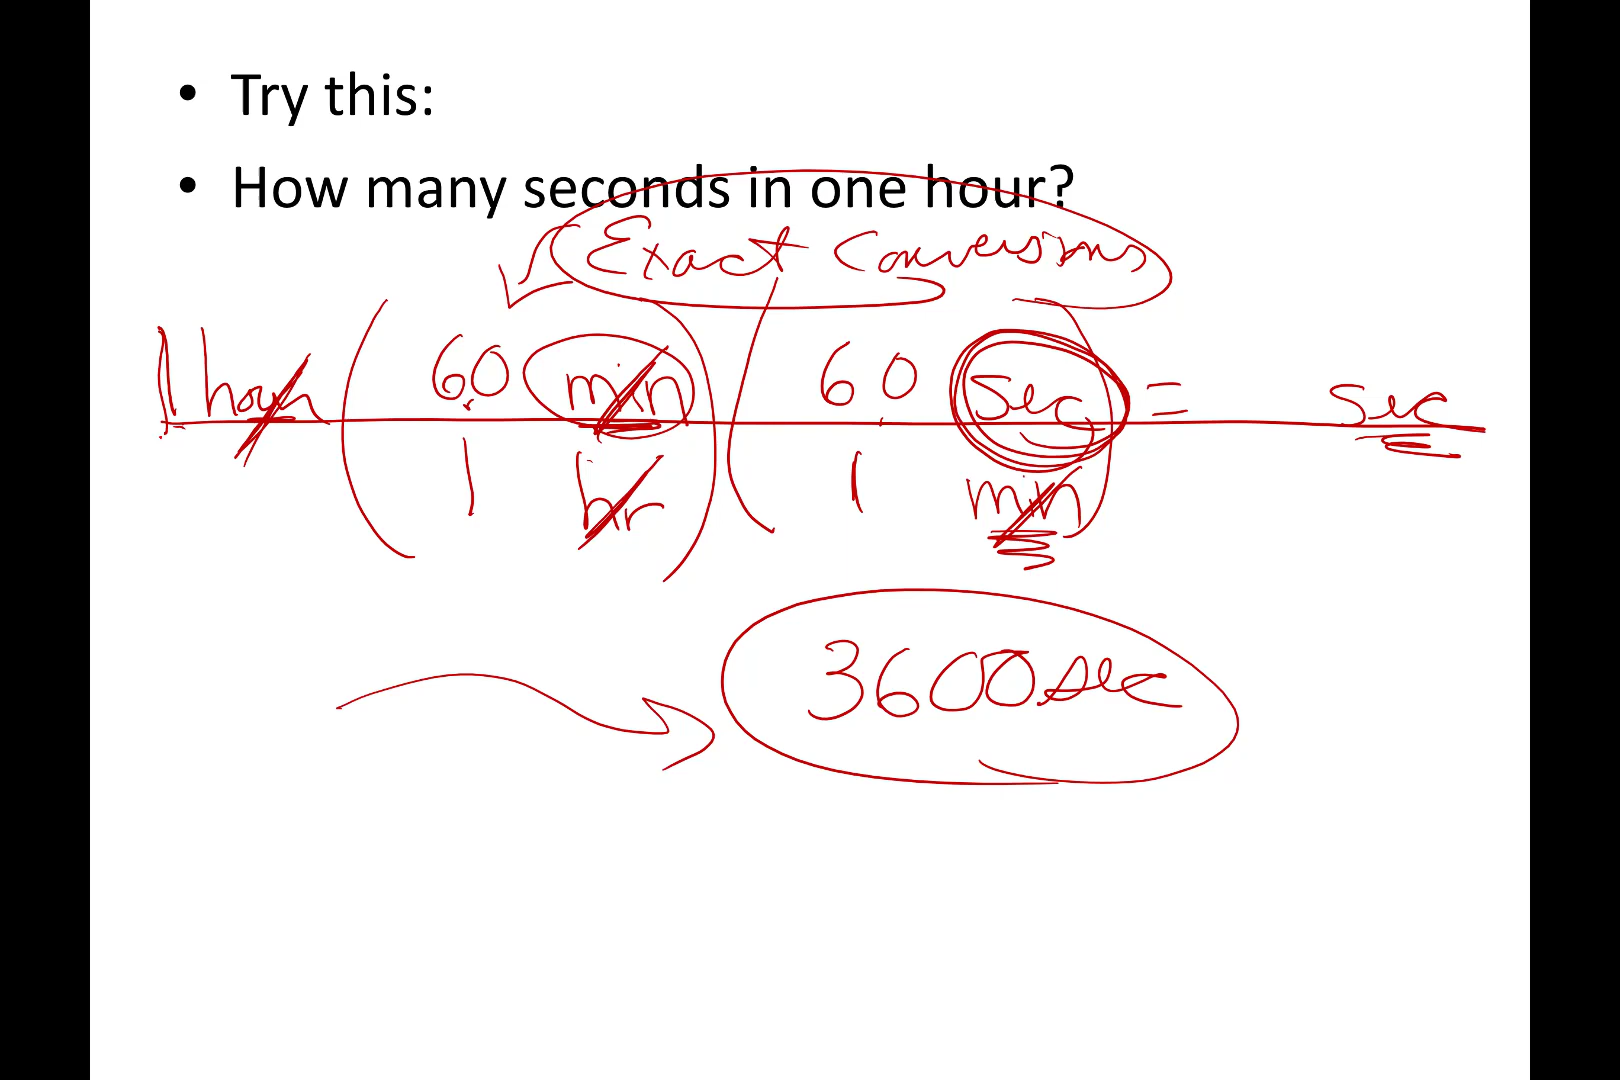 • Try this:
• How many seconds in one hour?
Exact Conversions
1 hour 60 min 60 sec = sec
1 hr 1 min
3600 sec